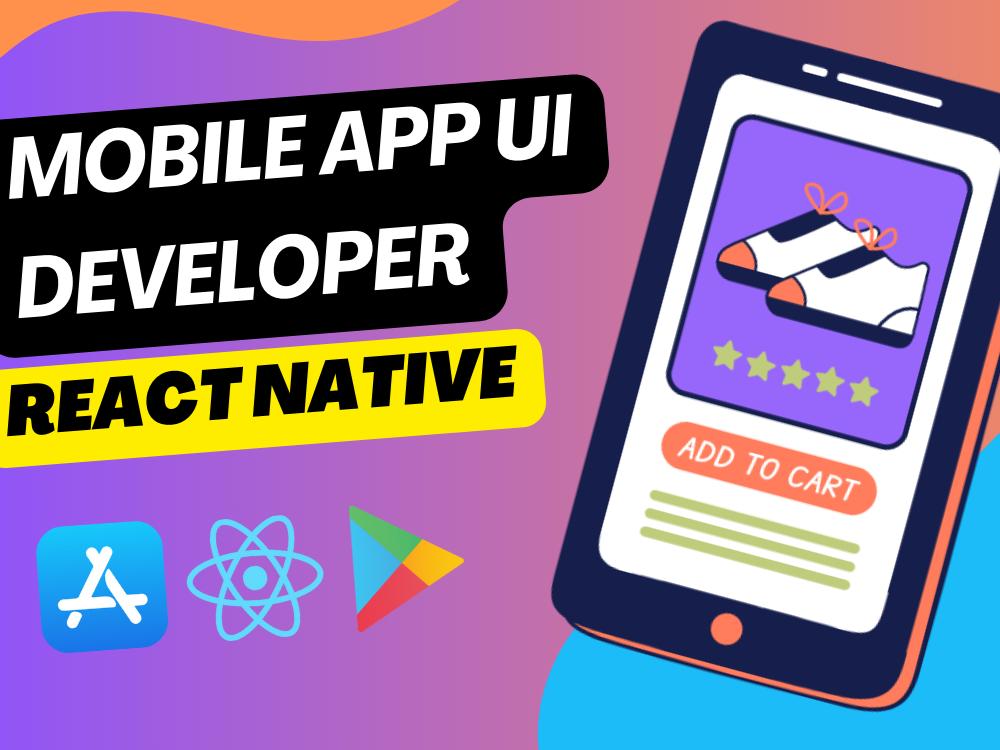 MOBILE APP UI
DEVELOPER
REACT NATIVE
ADD TO CART